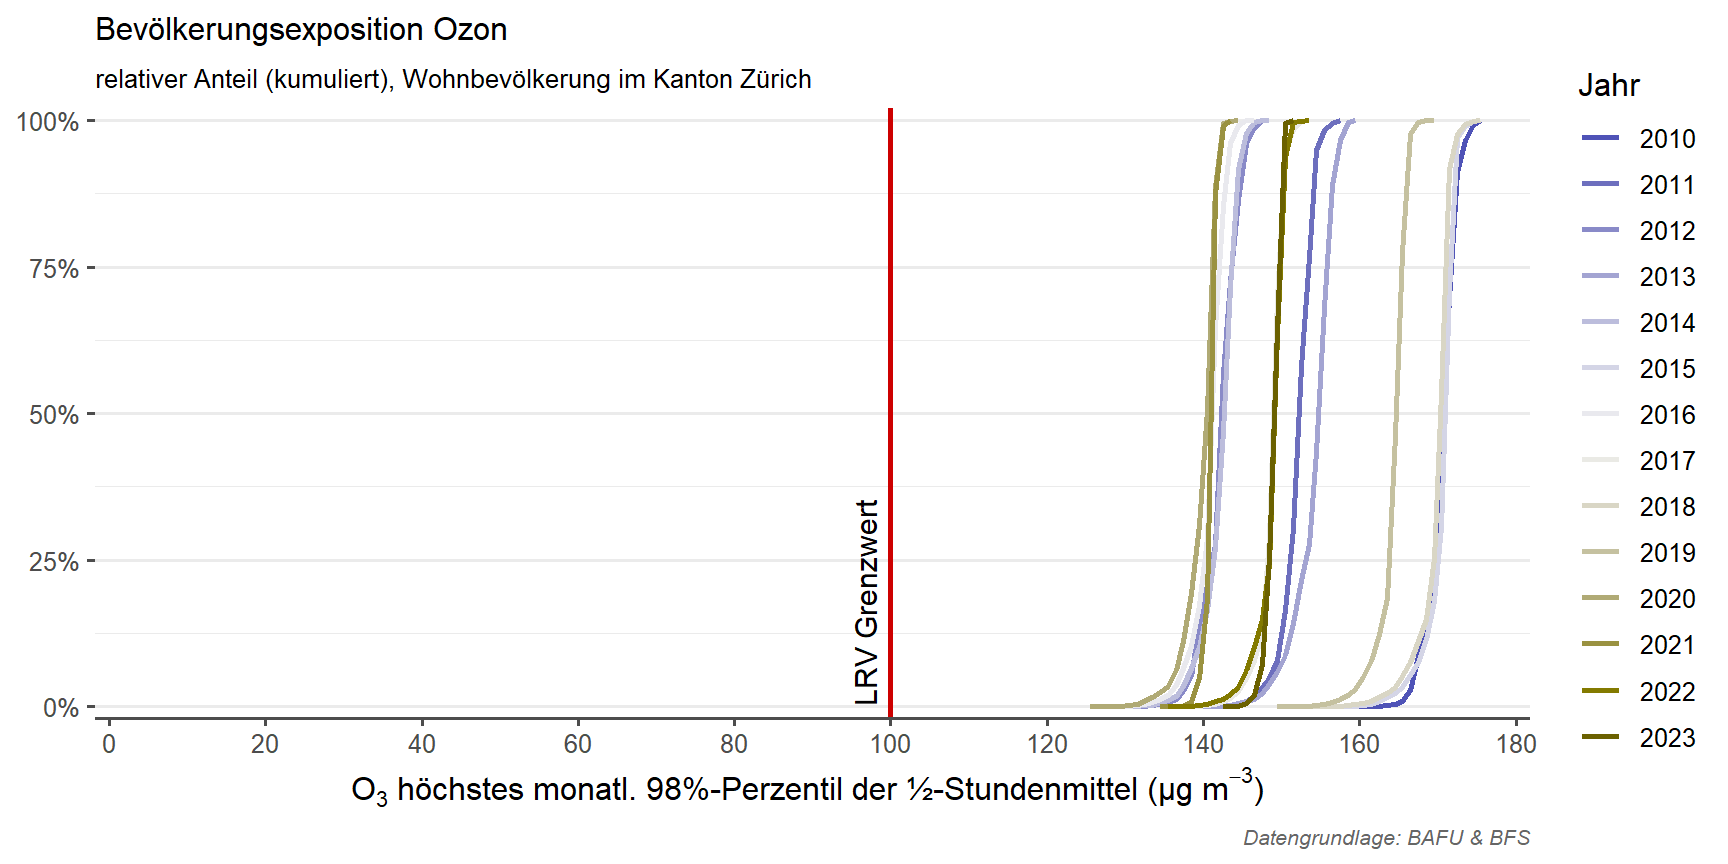 Bevölkerungsexposition Ozon
relativer Anteil (kumuliert), Wohnbevölkerung im Kanton Zürich
100%
75%
50%
25%
0%
LRV Grenzwert
0 20 40 60 80 100 120 140 160 180
O₃ höchstes monatl. 98%-Perzentil der ½-Stundenmittel (µg m⁻³)
Jahr
2010
2011
2012
2013
2014
2015
2016
2017
2018
2019
2020
2021
2022
2023
Datengrundlage: BAFU & BFS